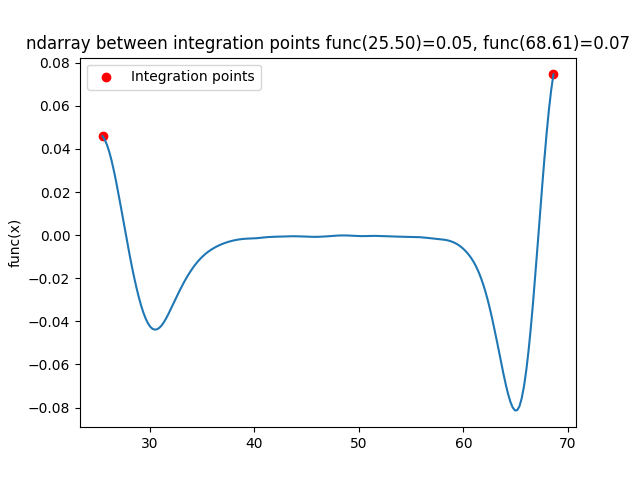 ndarray between integration points func(25.50)=0.05, func(68.61)=0.07
Integration points
func(x)
0.08
0.06
0.04
0.02
0.00
−0.02
−0.04
−0.06
−0.08
30 40 50 60 70